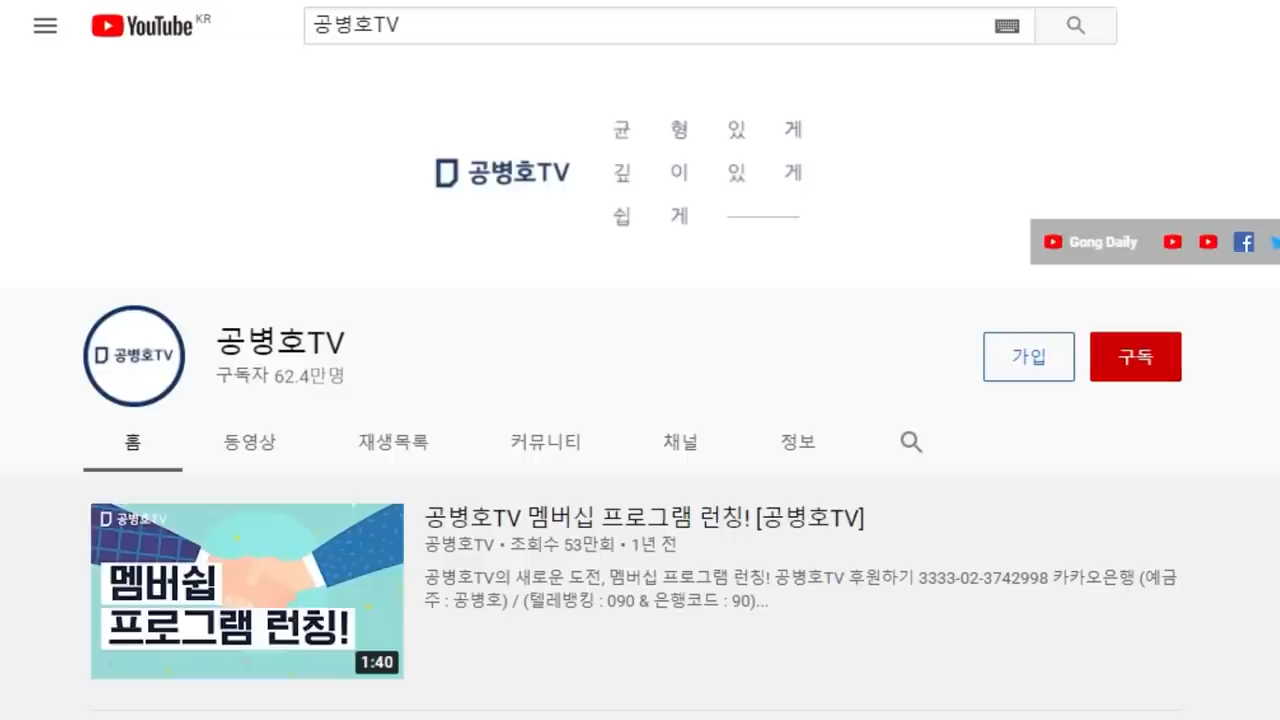 YouTube KR
공병호TV
균 형 있 게
공병호TV
깊 이 있 게
쉽 게
Gong Daily
공병호TV
공병호TV
구독자 62.4만명
가입
구독
홈
동영상
재생목록
커뮤니티
채널
정보
공병호TV
멤버쉽
프로그램 런칭!
1:40
공병호TV 멤버십 프로그램 런칭! [공병호TV]
공병호TV • 조회수 53만회 • 1년 전
공병호TV의 새로운 도전, 멤버십 프로그램 런칭! 공병호TV 후원하기 3333-02-3742998 카카오은행 (예금
주 : 공병호) / (텔레뱅킹 : 090 & 은행코드 : 90)...